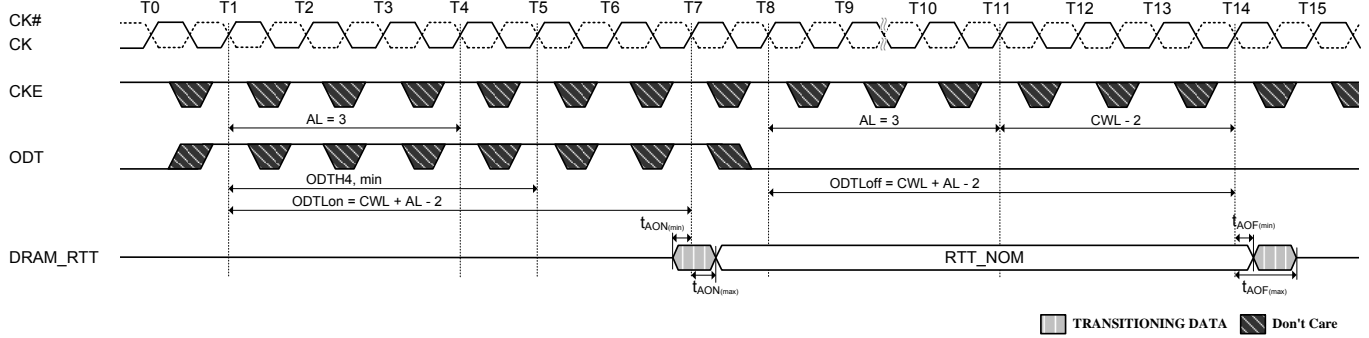 T0 T1 T2 T3 T4 T5 T6 T7 T8 T9 T10 T11 T12 T13 T14 T15
CK#
CK
CKE
AL = 3 AL = 3 CWL - 2
ODT
ODTH4, min
ODTLoff = CWL + AL - 2
ODTLon = CWL + AL - 2
tAON(min) tAOF(min)
DRAM_RTT RTT_NOM
tAON(max) tAOF(max)
TRANSITIONING DATA Don't Care